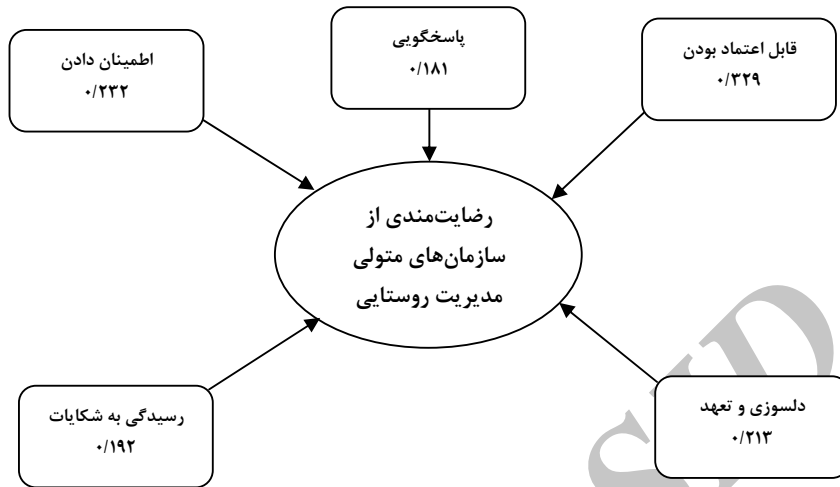 قابل اعتماد بودن
۰/۳۲۹
پاسخگویی
۰/۱۸۱
اطمینان دادن
۰/۲۳۲
رضایت‌مندی از
سازمان‌های متولی
مدیریت روستایی
دلسوزی و تعهد
۰/۲۱۳
رسیدگی به شکایات
۰/۱۹۲
SID